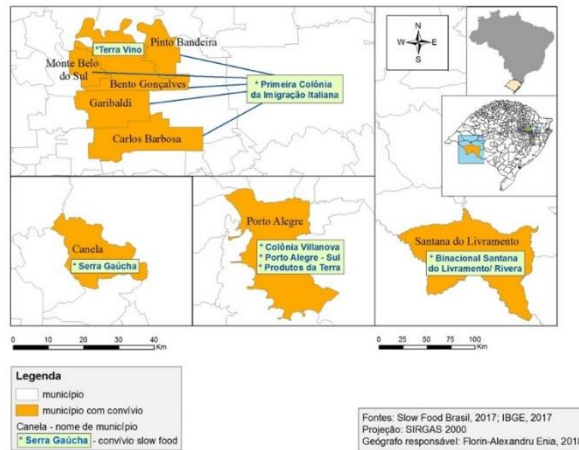 Pinto Bandeira
* Terra Vino
Monte Belo
do Sul
Bento Gonçalves
* Primeira Colônia
da Imigração Italiana
Garibaldi
Carlos Barbosa
N
W E
S
Canela
* Serra Gaúcha
Porto Alegre
* Colônia Villanova
* Porto Alegre - Sul
* Produtos da Terra
Santana do Livramento
* Binacional Santana
do Livramento/ Rivera
0 10 20 30 40
Km
0 25 50 75 100
Km
Legenda
município
município com convívio
Canela - nome de município
* Serra Gaúcha - convívio slow food
Fontes: Slow Food Brasil, 2017; IBGE, 2017
Projeção: SIRGAS 2000
Geógrafo responsável: Florin-Alexandru Enia, 2018